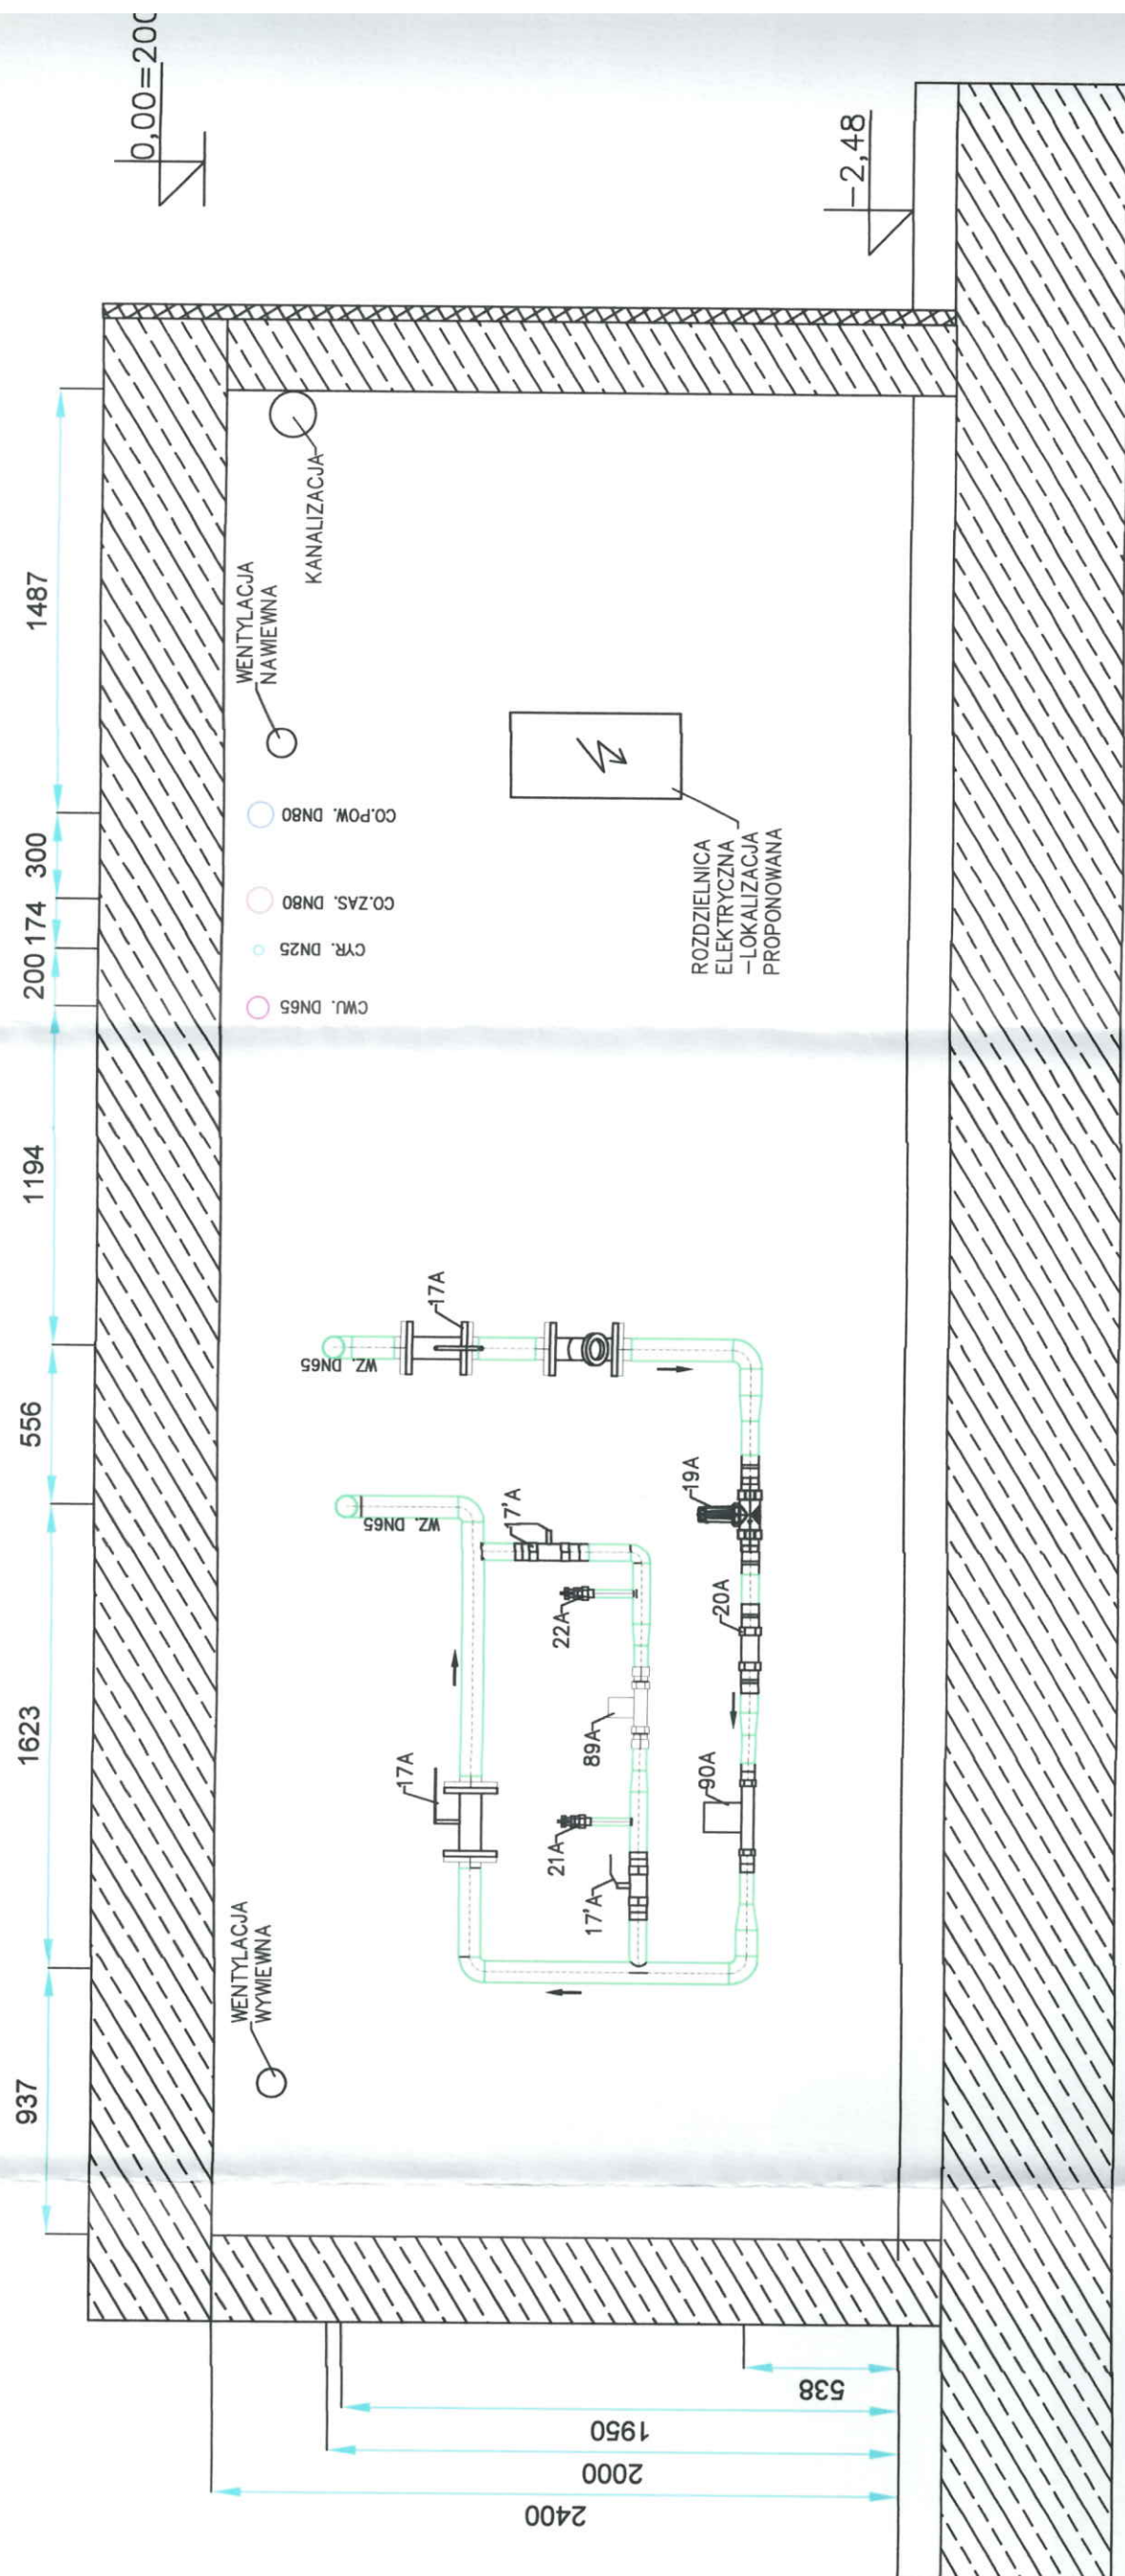 0,00=200
-2,48
1487
300
174
200
1194
556
1623
937
KANALIZACJA
WENTYLACJA
NAWIEWNA
CO.POW. DN80
CO.ZAS. DN80
CYR. DN25
CWU. DN65
ROZDZIELNICA
ELEKTRYCZNA
-LOKALIZACJA
PROPONOWANA
17A
WZ. DN65
WZ. DN65
17'A
19A
22A
20A
89A
17A
90A
21A
17'A
WENTYLACJA
WYWIEWNA
538
1950
2000
2400